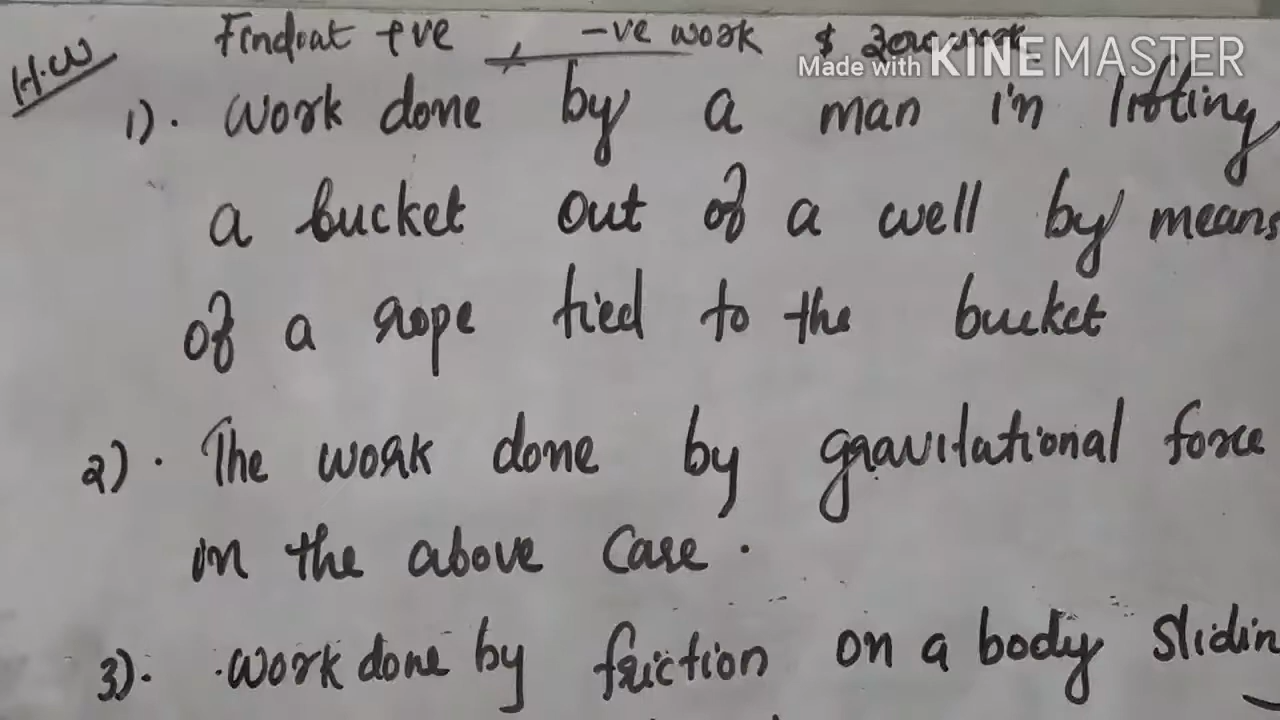 H.W Findout +ve , -ve work & zero work
Made with KINEMASTER
1). Work done by a man in lifting
a bucket out of a well by means
of a rope tied to the bucket
2). The work done by gravitational force
in the above case.
3). work done by friction on a body slidin